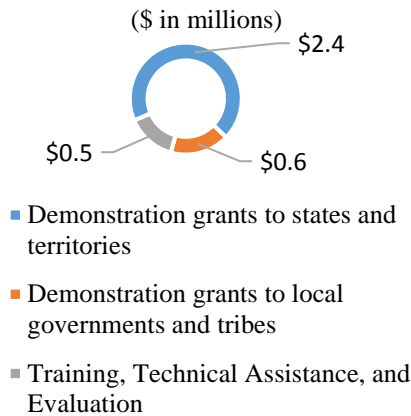 ($ in millions)
$2.4
$0.5
$0.6
Demonstration grants to states and
territories
Demonstration grants to local
governments and tribes
Training, Technical Assistance, and
Evaluation